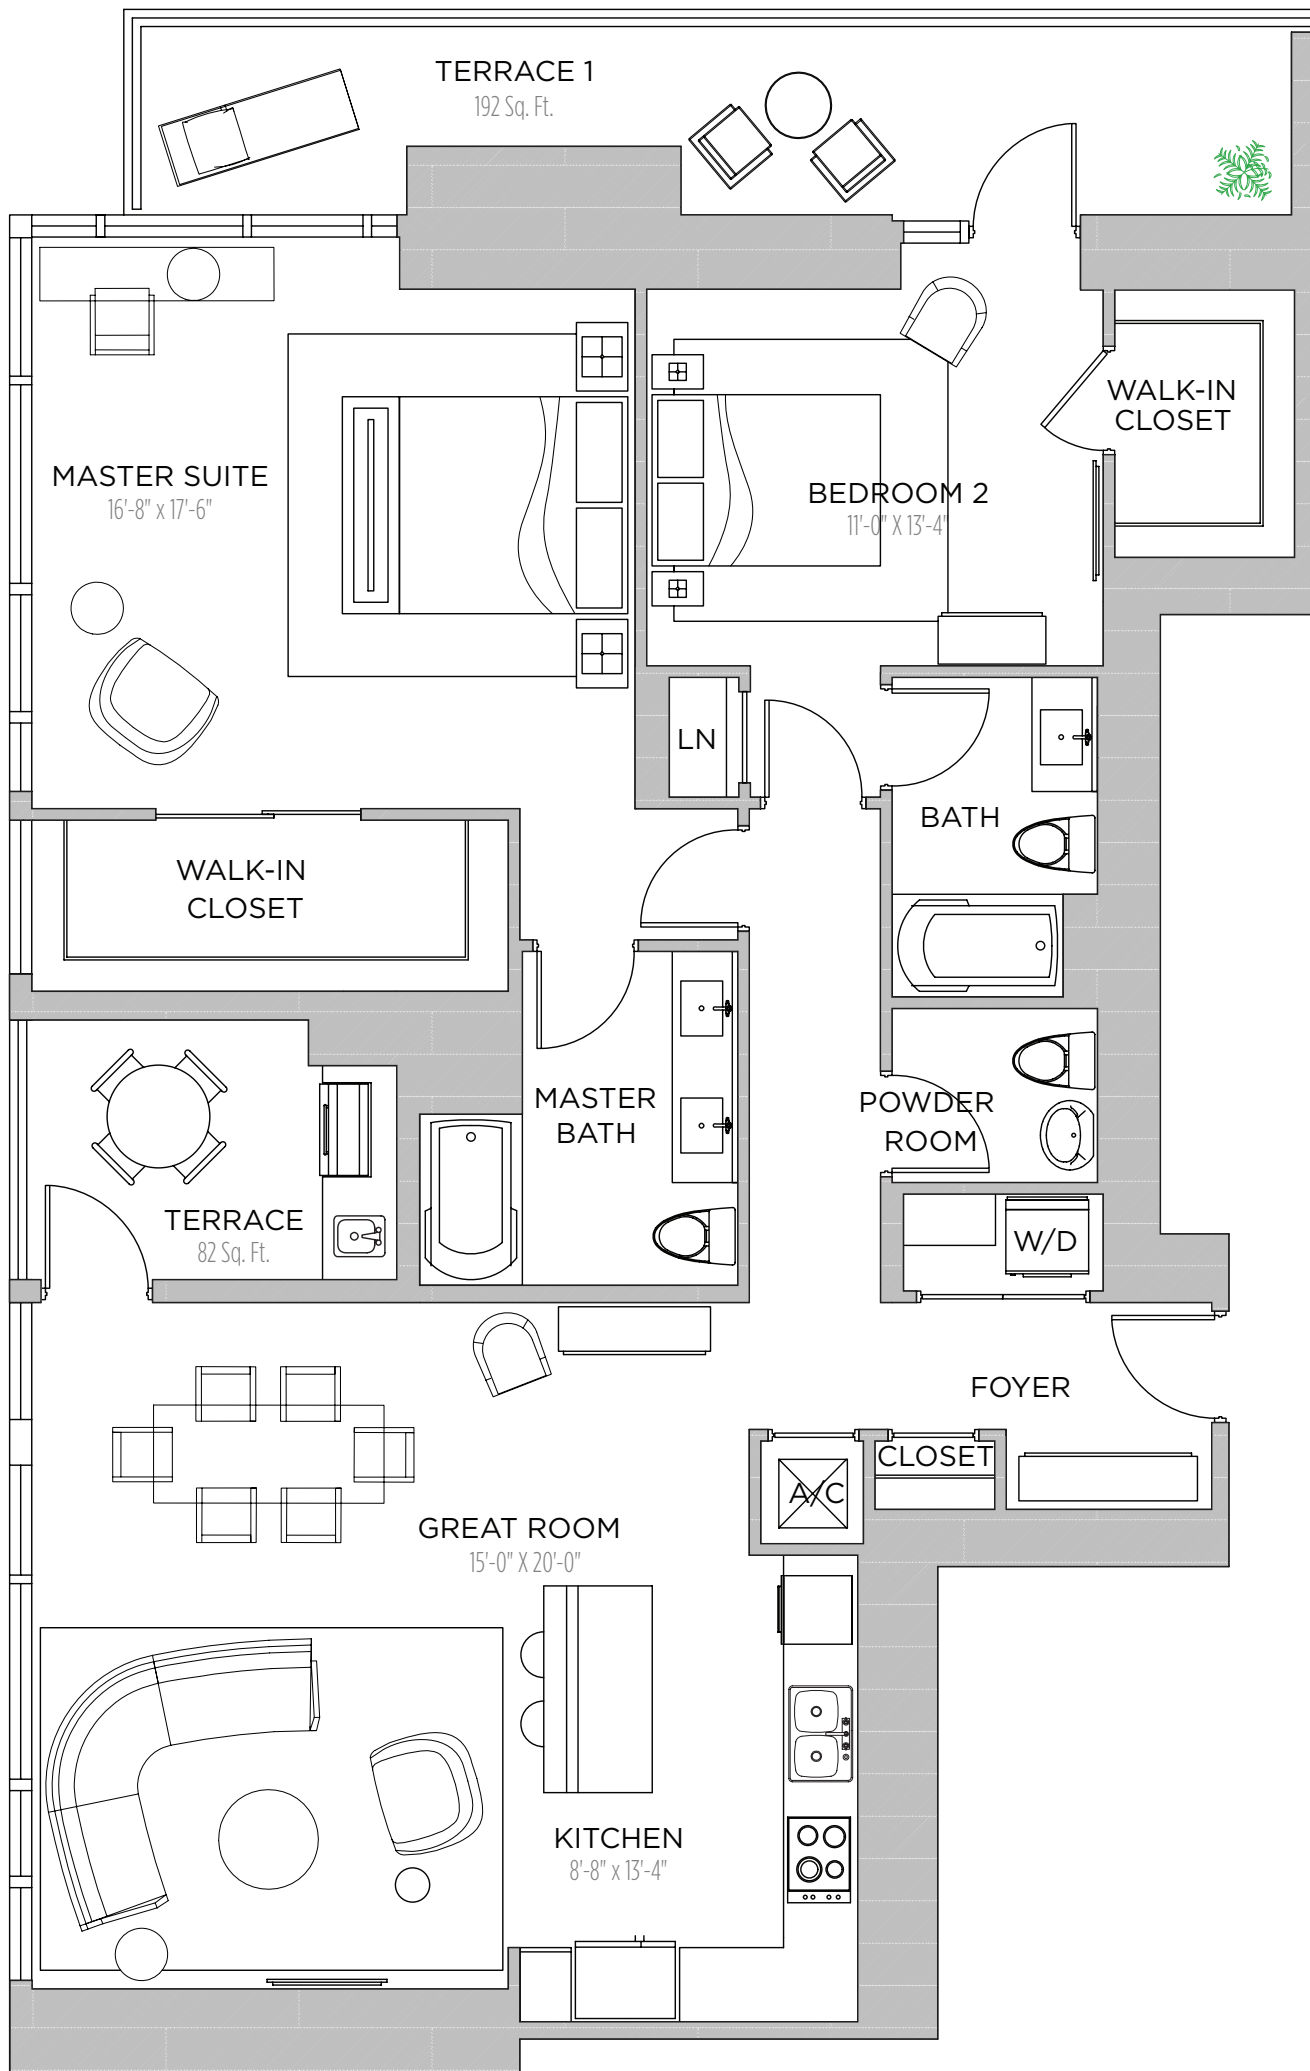 TERRACE 1
192 Sq. Ft.
WALK-IN
CLOSET
MASTER SUITE
16'-8" x 17'-6"
BEDROOM 2
11'-0" X 13'-4"
LN
BATH
WALK-IN
CLOSET
MASTER
BATH
POWDER
ROOM
TERRACE
82 Sq. Ft.
W/D
FOYER
CLOSET
A/C
GREAT ROOM
15'-0" X 20'-0"
KITCHEN
8'-8" x 13'-4"